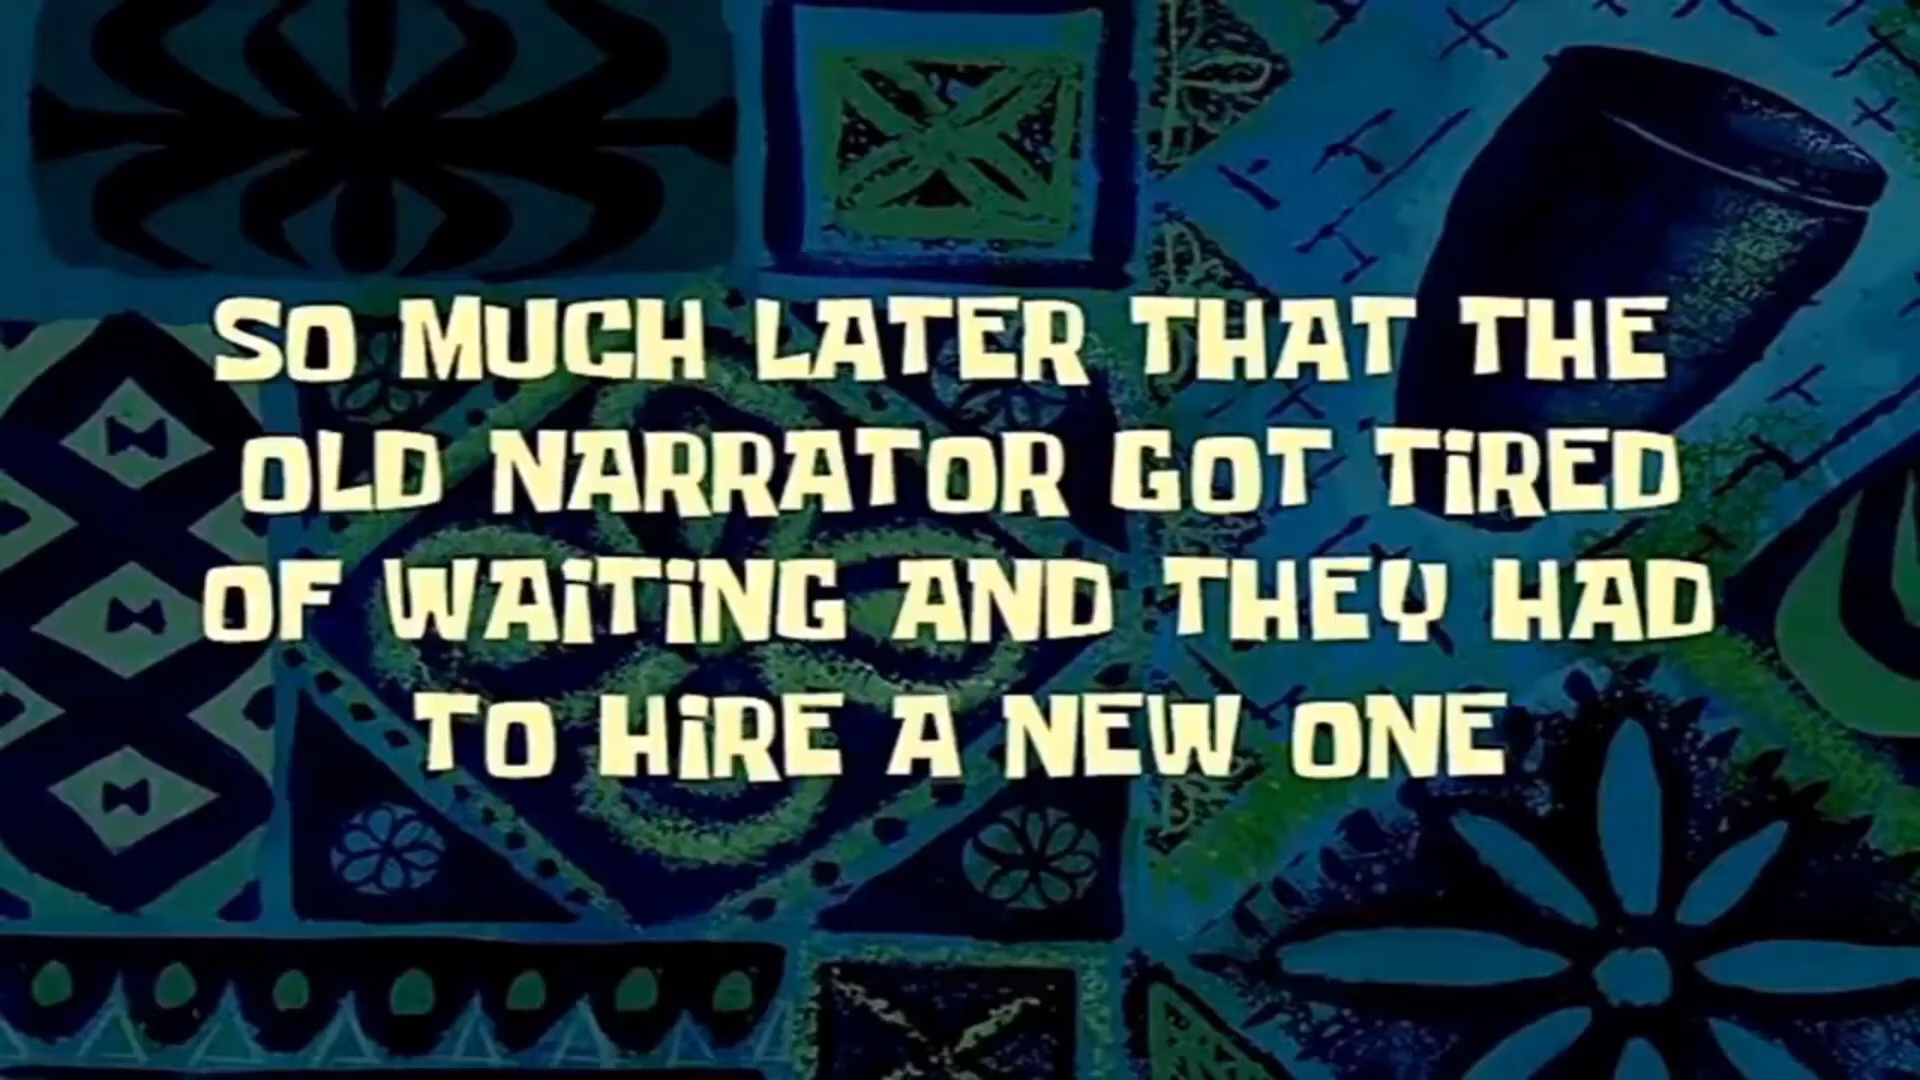 SO MUCH LATER THAT THE
OLD NARRATOR GOT TIRED
OF WAITING AND THEY HAD
TO HIRE A NEW ONE